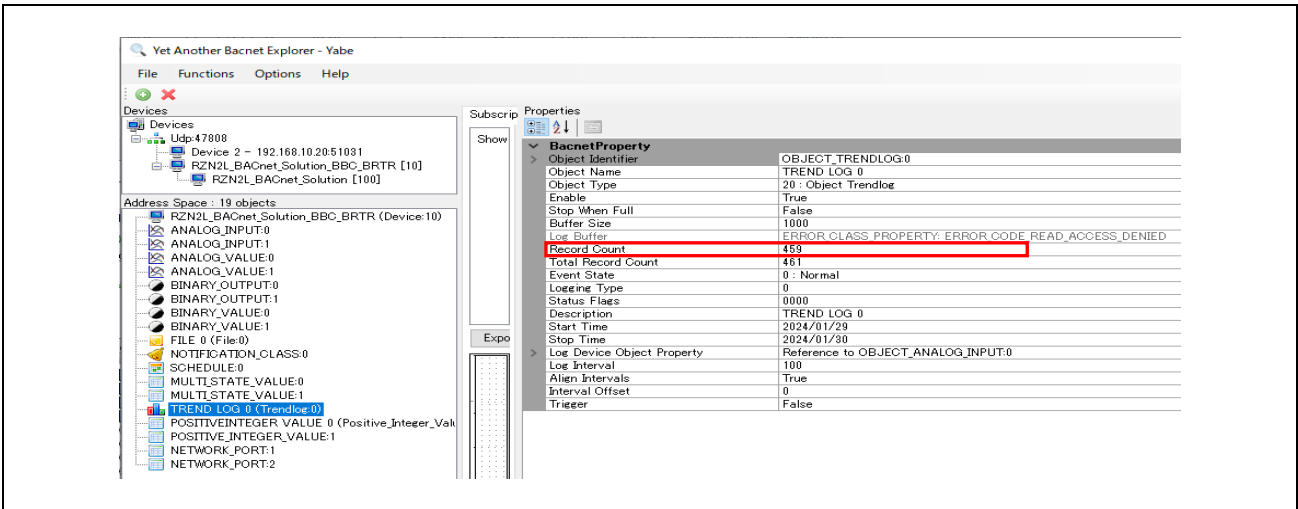 Yet Another Bacnet Explorer - Yabe
File Functions Options Help
Devices
Devices
Udp:47808
Device 2 - 192.168.10.20:51031
RZN2L_BACnet_Solution_BBC_BRTR [10]
RZN2L_BACnet_Solution [100]
Address Space : 19 objects
RZN2L_BACnet_Solution_BBC_BRTR (Device:10)
ANALOG_INPUT:0
ANALOG_INPUT:1
ANALOG_VALUE:0
ANALOG_VALUE:1
BINARY_OUTPUT:0
BINARY_OUTPUT:1
BINARY_VALUE:0
BINARY_VALUE:1
FILE 0 (File:0)
NOTIFICATION_CLASS:0
SCHEDULE:0
MULTI_STATE_VALUE:0
MULTI_STATE_VALUE:1
TREND LOG 0 (Trendlog:0)
POSITIVEINTEGER VALUE 0 (Positive_Integer_Valu
POSITIVE_INTEGER_VALUE:1
NETWORK_PORT:1
NETWORK_PORT:2
Subscrip
Show
Expo
Properties
BacnetProperty
Object Identifier OBJECT_TRENDLOG:0
Object Name TREND LOG 0
Object Type 20 : Object Trendlog
Enable True
Stop When Full False
Buffer Size 1000
Log Buffer ERROR_CLASS_PROPERTY: ERROR_CODE_READ_ACCESS_DENIED
Record Count 459
Total Record Count 461
Event State 0 : Normal
Logging Type 0
Status Flags 0000
Description TREND LOG 0
Start Time 2024/01/29
Stop Time 2024/01/30
Log Device Object Property Reference to OBJECT_ANALOG_INPUT:0
Log Interval 100
Align Intervals True
Interval Offset 0
Trigger False